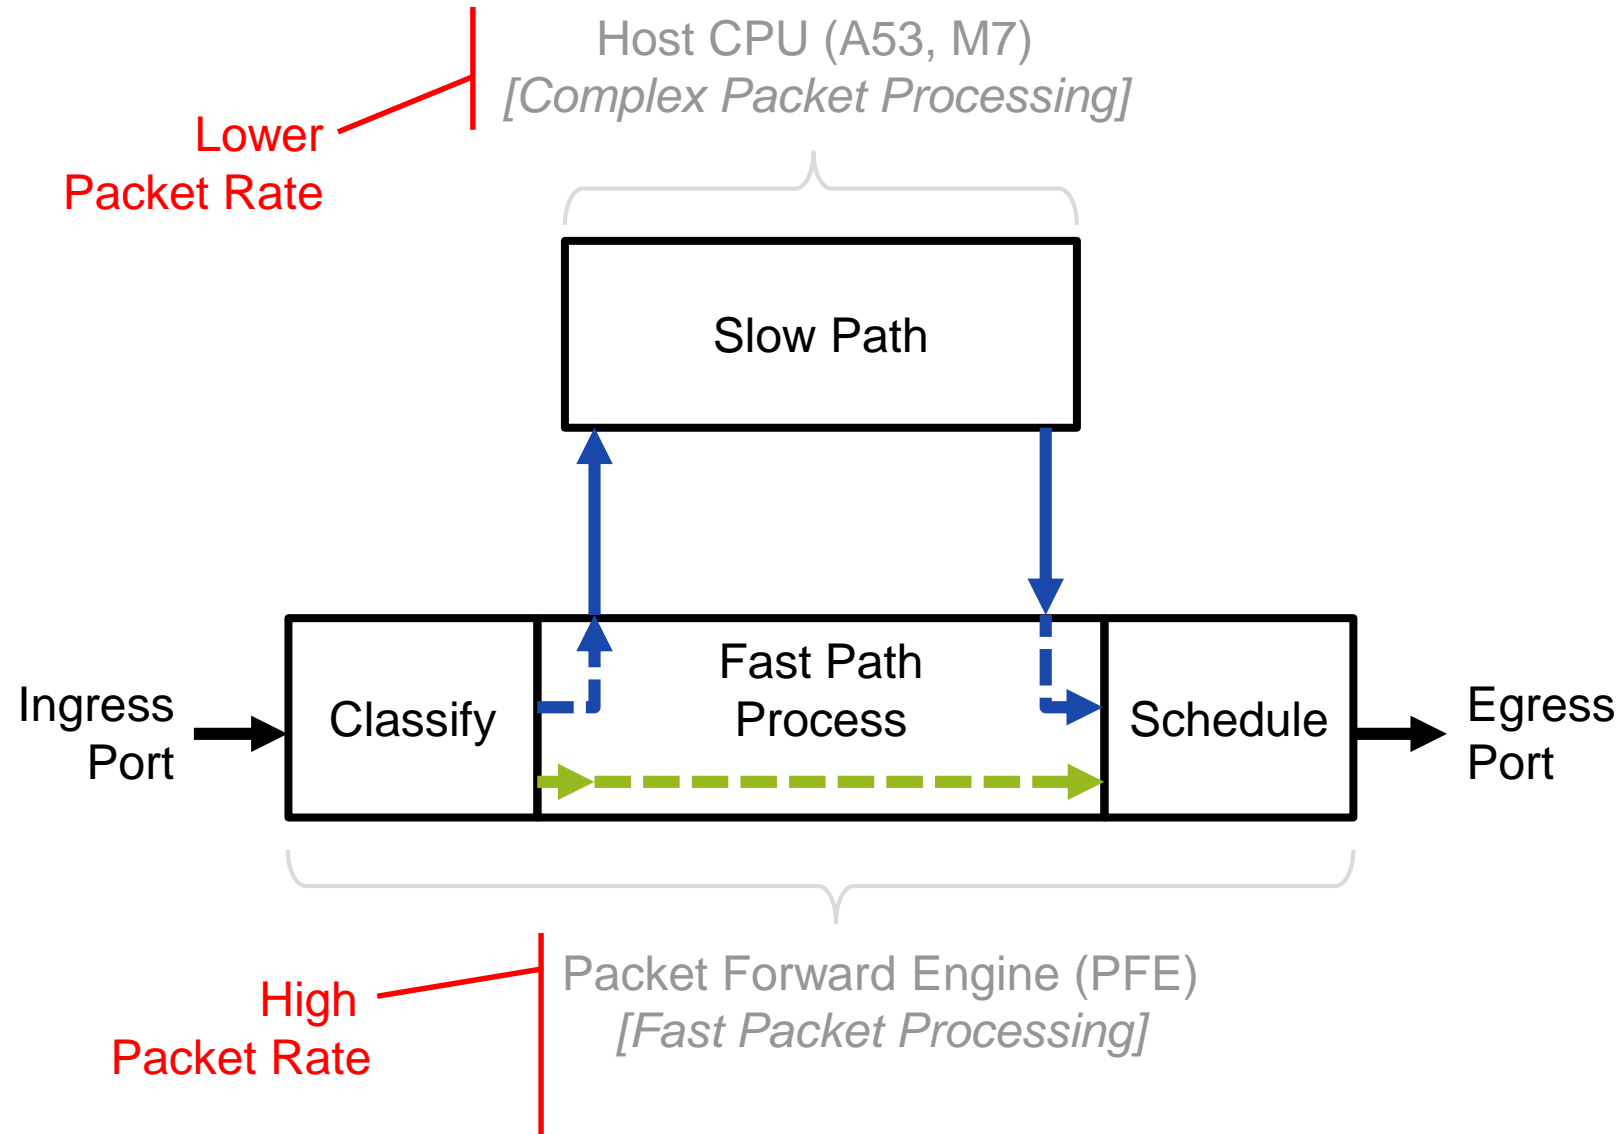 Host CPU (A53, M7)
[Complex Packet Processing]
Lower
Packet Rate
Slow Path
Ingress
Port
Classify
Fast Path
Process
Schedule
Egress
Port
Packet Forward Engine (PFE)
[Fast Packet Processing]
High
Packet Rate